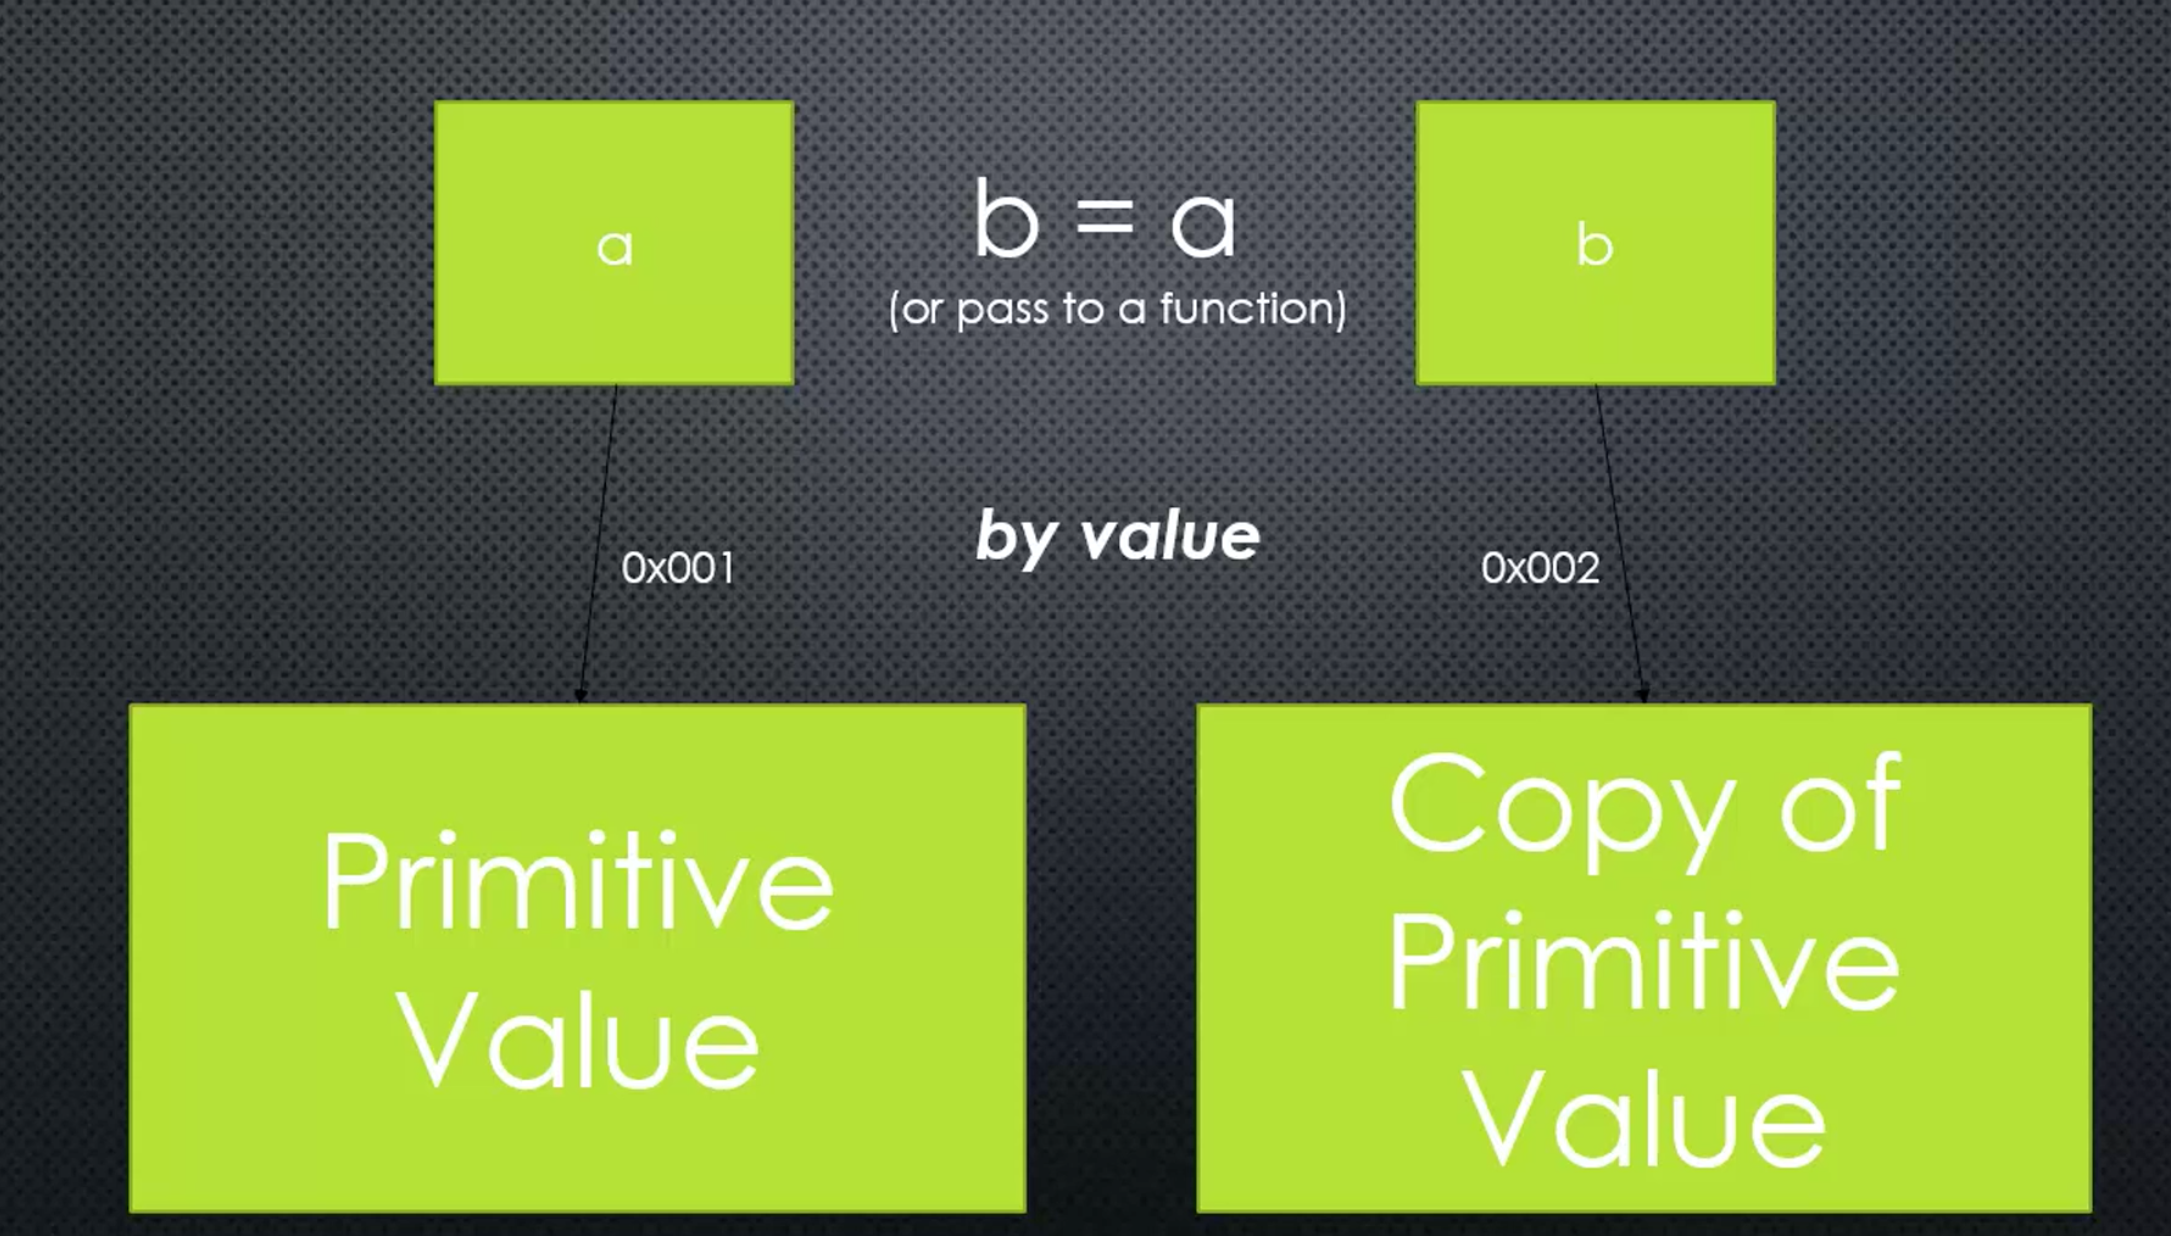 a
b = a
(or pass to a function)
b
by value
0x001
0x002
Primitive
Value
Copy of
Primitive
Value